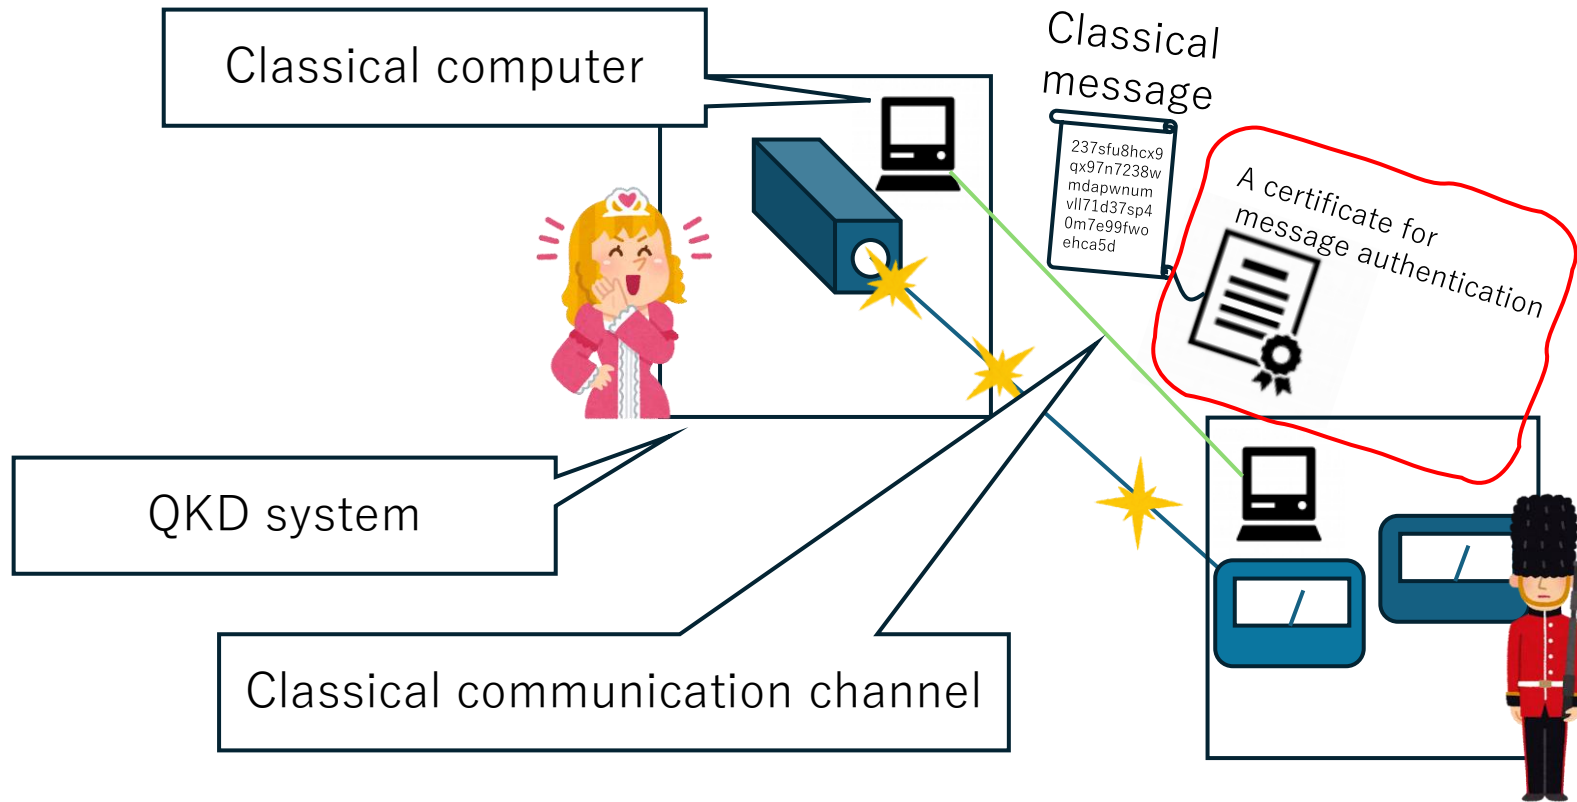 Classical computer
Classical
message
237sfu8hcx9
qx97n7238w
mdapwnum
vll71d37sp4
0m7e99fwo
ehca5d
A certificate for
message authentication
QKD system
Classical communication channel